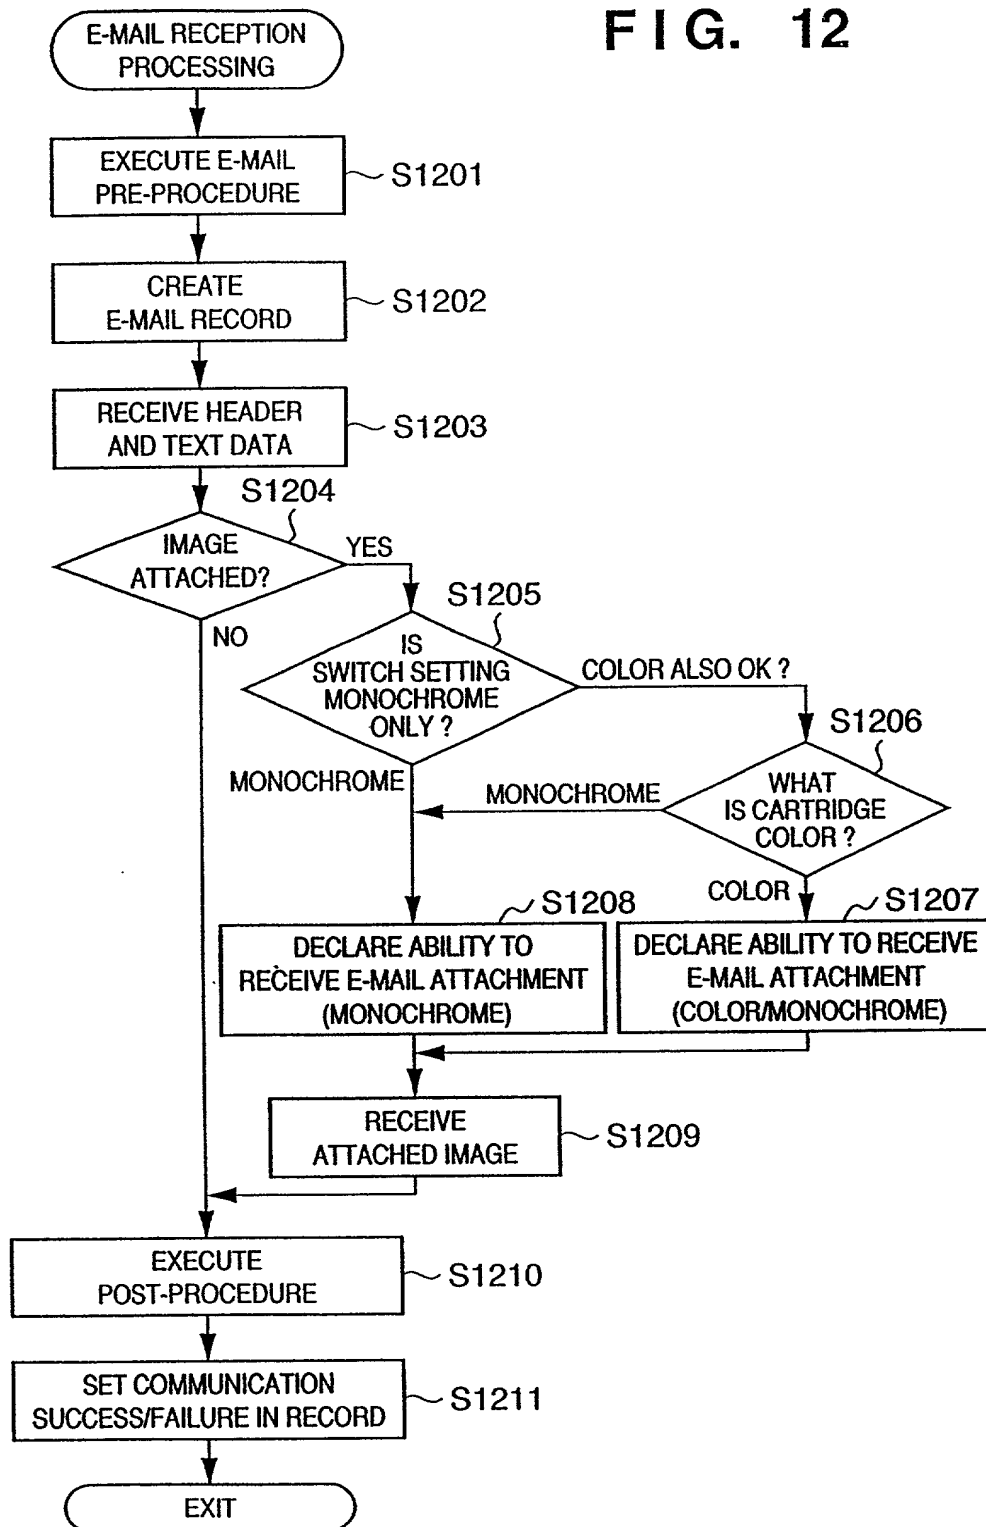 FIG. 12
E-MAIL RECEPTION
PROCESSING
EXECUTE E-MAIL
PRE-PROCEDURE
S1201
CREATE
E-MAIL RECORD
S1202
RECEIVE HEADER
AND TEXT DATA
S1203
S1204
IMAGE
ATTACHED?
YES
NO
S1205
IS
SWITCH SETTING
MONOCHROME
ONLY ?
COLOR ALSO OK ?
MONOCHROME
S1206
WHAT
IS CARTRIDGE
COLOR ?
MONOCHROME
COLOR
S1208
DECLARE ABILITY TO
RECEIVE E-MAIL ATTACHMENT
(MONOCHROME)
S1207
DECLARE ABILITY TO RECEIVE
E-MAIL ATTACHMENT
(COLOR/MONOCHROME)
RECEIVE
ATTACHED IMAGE
S1209
EXECUTE
POST-PROCEDURE
S1210
SET COMMUNICATION
SUCCESS/FAILURE IN RECORD
S1211
EXIT